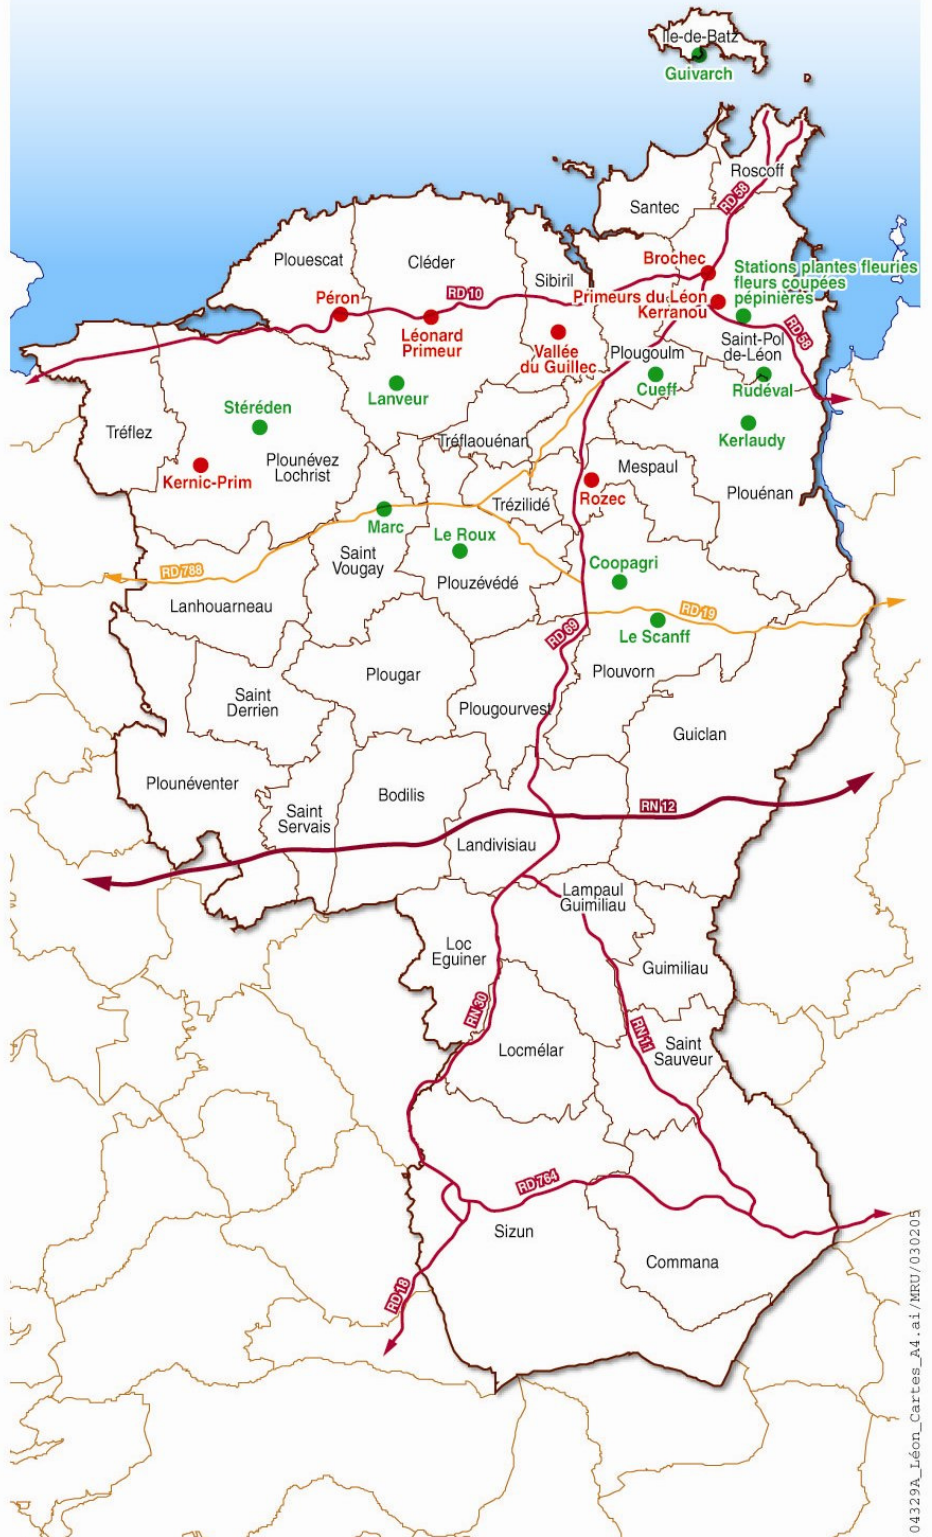 Ile-de-Batz
Guivarch
Roscoff
RD 58
Santec
Brochec
Plouescat
Cléder
Sibiril
Stations plantes fleuries
fleurs coupées
pépinières
RD 10
Péron
Léonard
Primeur
Primeurs du Léon
Kerranou
Vallée
du Guillec
Plougoulm
Saint-Pol
de-Léon
RD 58
Cueff
Rudéval
Lanveur
Stéréden
Tréflez
Tréflaouénan
Kerlaudy
Plounévez
Lochrist
Kernic-Prim
Mespaul
Plouénan
Rozec
Trézilidé
Marc
Le Roux
Saint
Vougay
Plouzévédé
Coopagri
RD 788
Lanhouarneau
RD 19
Le Scanff
RD 69
Plouvorn
Plougar
Saint
Derrien
Plougourvest
Guiclan
Plounéventer
Bodilis
Saint
Servais
RN 12
Landivisiau
Lampaul
Guimiliau
Loc
Eguiner
Guimiliau
RN 30
RN 11
Locmélar
Saint
Sauveur
RD 764
Sizun
Commana
RD 18
04329A_Léon_Cartes_A4.ai/MRU/030205